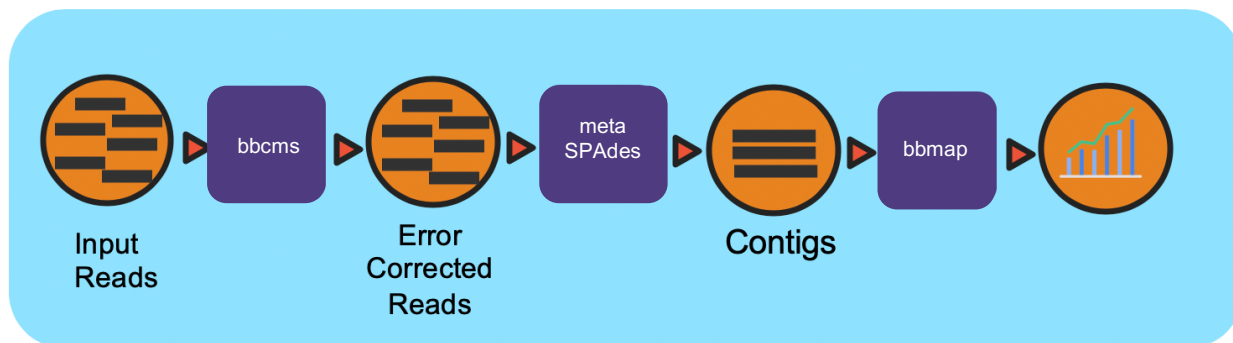 bbcms
meta
SPAdes
bbmap
Input
Reads
Error
Corrected
Reads
Contigs